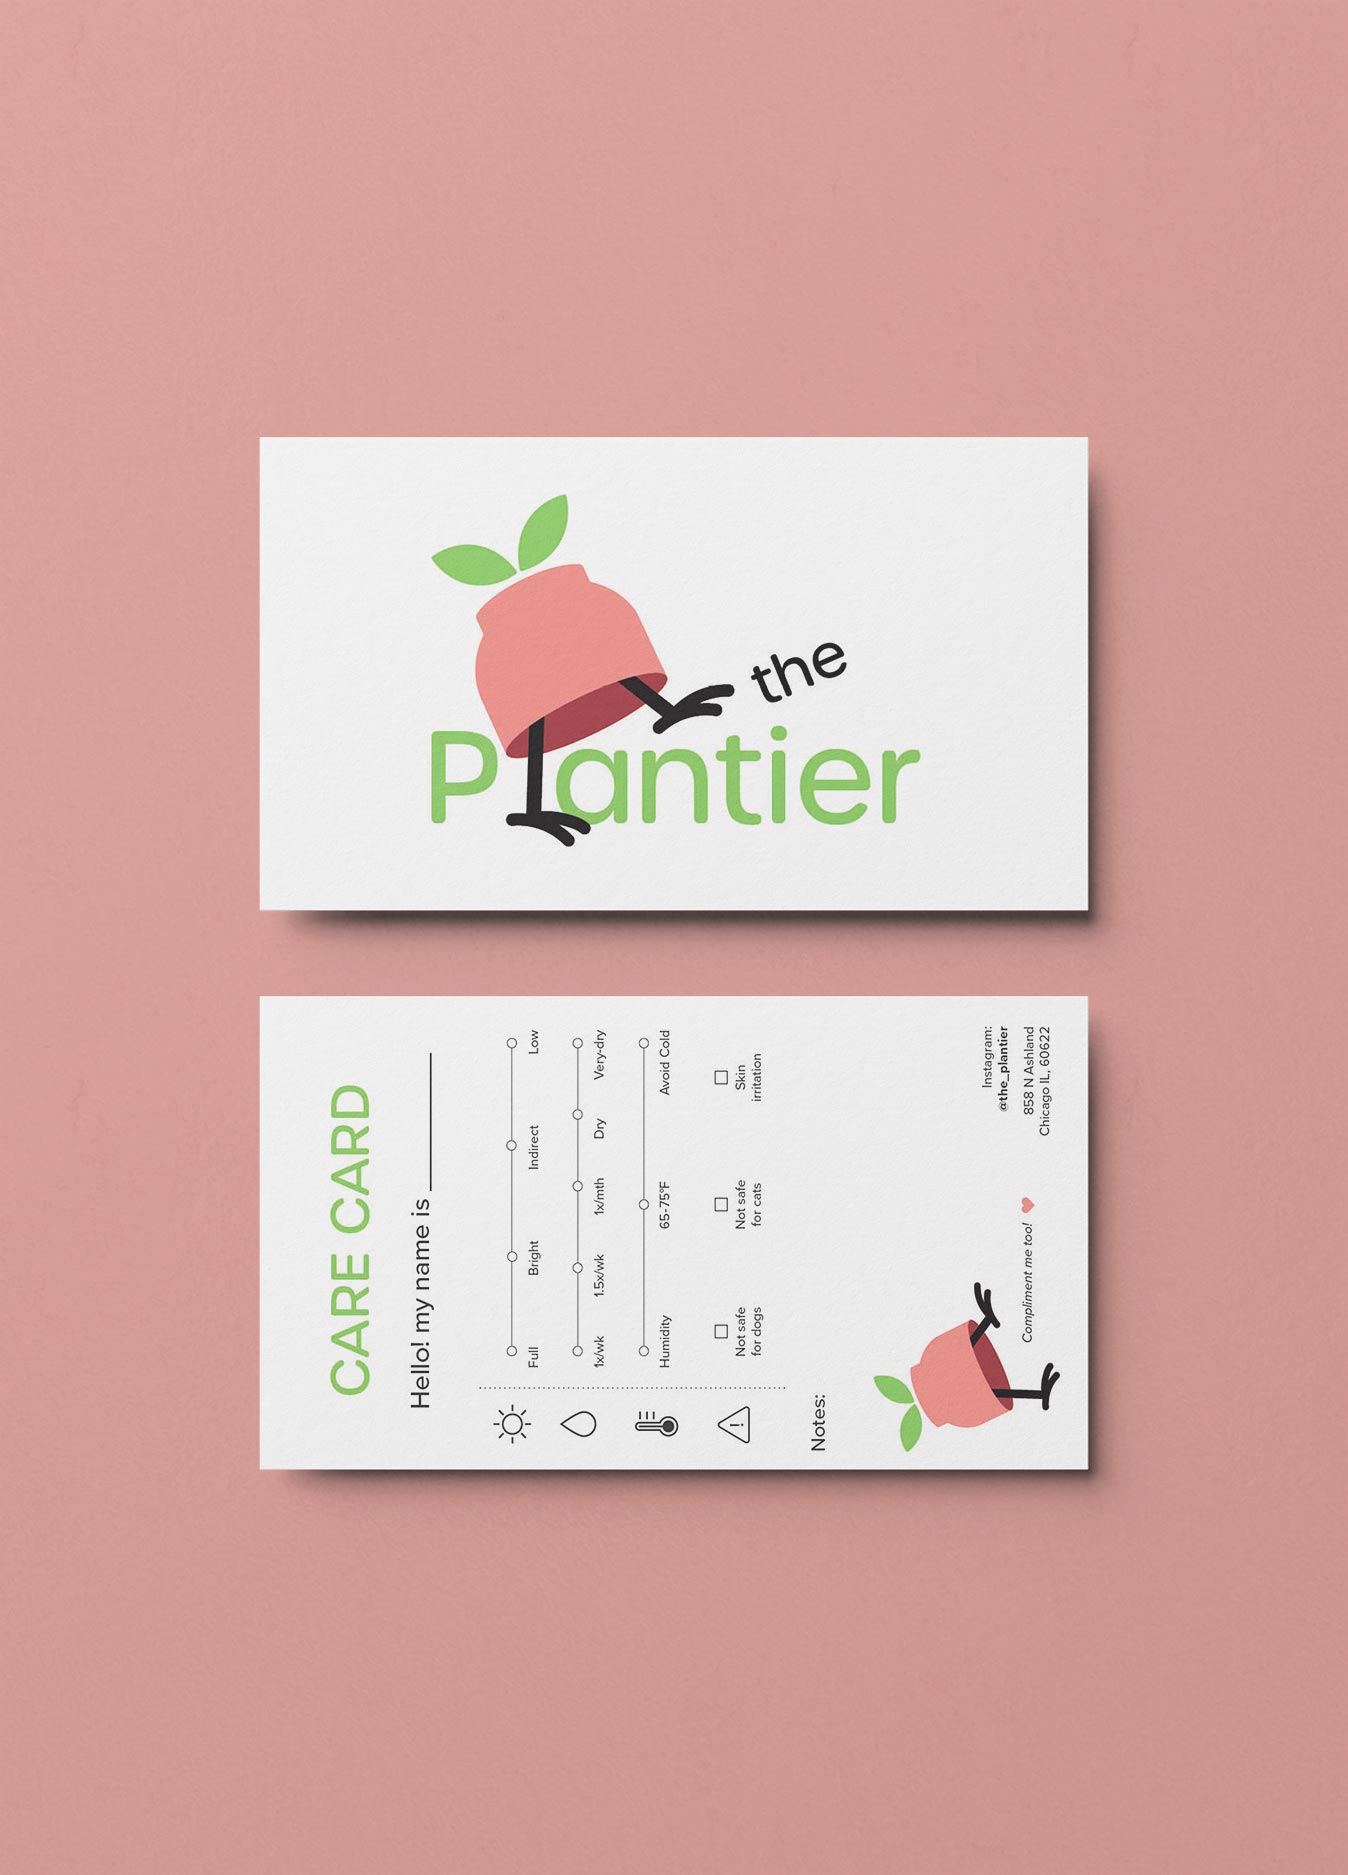 the
Plantier
CARE CARD
Hello! my name is
Full Bright Indirect Low
1x/wk 1.5x/wk 1x/mth Dry Very-dry
Humidity 65-75°F Avoid Cold
Not safe for dogs
Not safe for cats
Skin irritation
Notes:
Compliment me too!
Instagram:
@the_plantier
858 N Ashland
Chicago IL, 60622